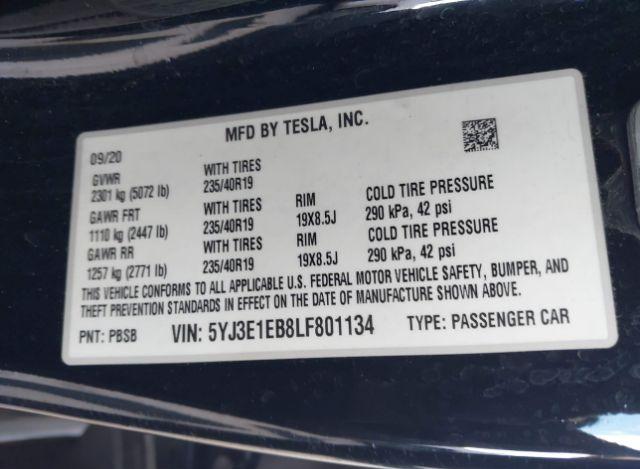 MFD BY TESLA, INC.
09/20
GVWR WITH TIRES
2301 kg (5072 lb) 235/40R19
GAWR FRT WITH TIRES RIM COLD TIRE PRESSURE
1110 kg (2447 lb) 235/40R19 19X8.5J 290 kPa, 42 psi
GAWR RR WITH TIRES RIM COLD TIRE PRESSURE
1257 kg (2771 lb) 235/40R19 19X8.5J 290 kPa, 42 psi
THIS VEHICLE CONFORMS TO ALL APPLICABLE U.S. FEDERAL MOTOR VEHICLE SAFETY, BUMPER, AND
THEFT PREVENTION STANDARDS IN EFFECT ON THE DATE OF MANUFACTURE SHOWN ABOVE.
PNT: PBSB VIN: 5YJ3E1EB8LF801134 TYPE: PASSENGER CAR